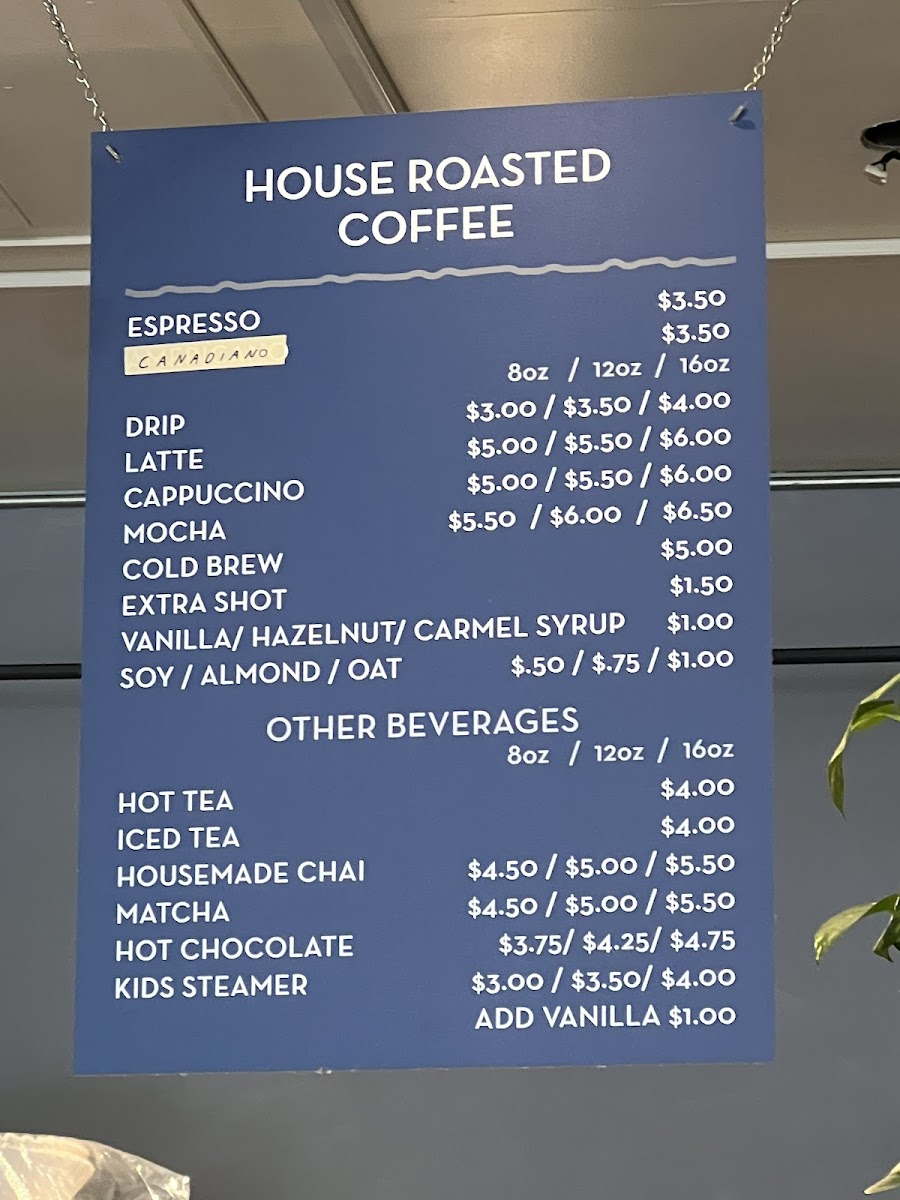 HOUSE ROASTED
COFFEE
ESPRESSO $3.50
CANADIANO $3.50
8oz / 12oz / 16oz
DRIP $3.00 / $3.50 / $4.00
LATTE $5.00 / $5.50 / $6.00
CAPPUCCINO $5.00 / $5.50 / $6.00
MOCHA $5.50 / $6.00 / $6.50
COLD BREW $5.00
EXTRA SHOT $1.50
VANILLA/ HAZELNUT/ CARMEL SYRUP $1.00
SOY / ALMOND / OAT $.50 / $.75 / $1.00
OTHER BEVERAGES
8oz / 12oz / 16oz
HOT TEA $4.00
ICED TEA $4.00
HOUSEMADE CHAI $4.50 / $5.00 / $5.50
MATCHA $4.50 / $5.00 / $5.50
HOT CHOCOLATE $3.75/ $4.25/ $4.75
KIDS STEAMER $3.00 / $3.50/ $4.00
ADD VANILLA $1.00